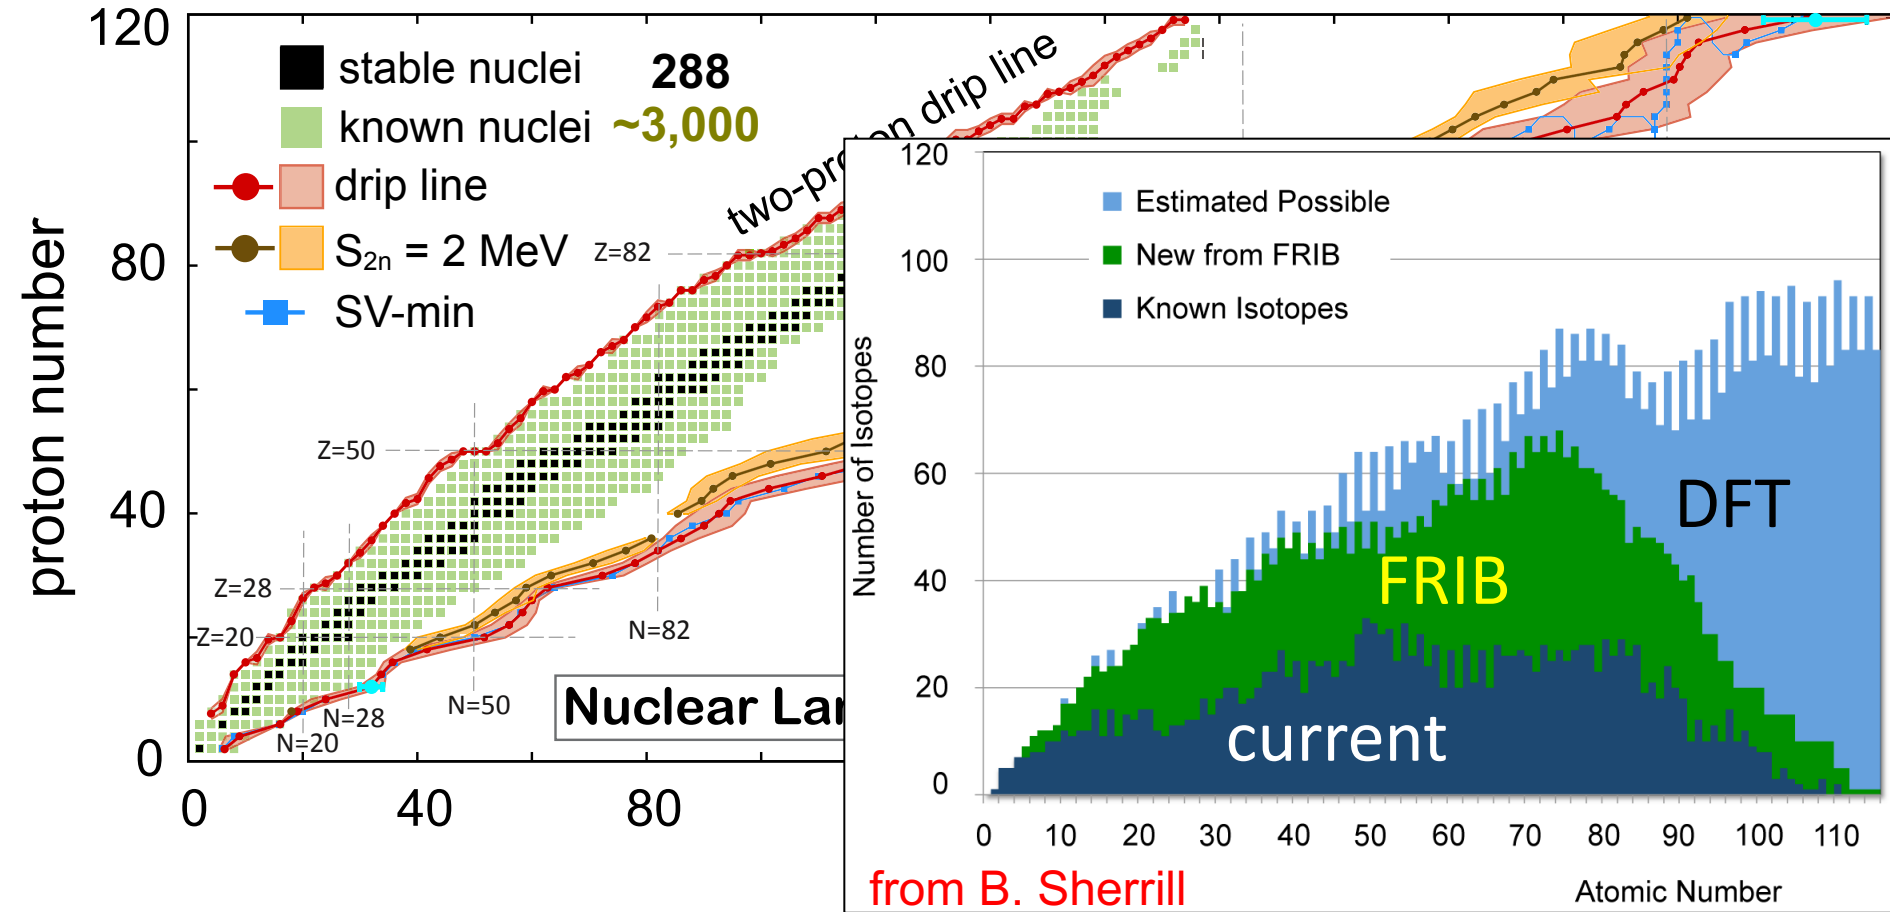 120
80
40
0
proton number
stable nuclei 288
known nuclei ~3,000
drip line
S2n = 2 MeV
SV-min
two-pro
on drip line
Z=82
Z=50
Z=28
Z=20
N=20
N=28
N=50
N=82
Nuclear
0 40 80
120
100
80
60
40
20
0
Number of Isotopes
Estimated Possible
New from FRIB
Known Isotopes
DFT
FRIB
current
0 10 20 30 40 50 60 70 80 90 100 110
Atomic Number
from B. Sherrill